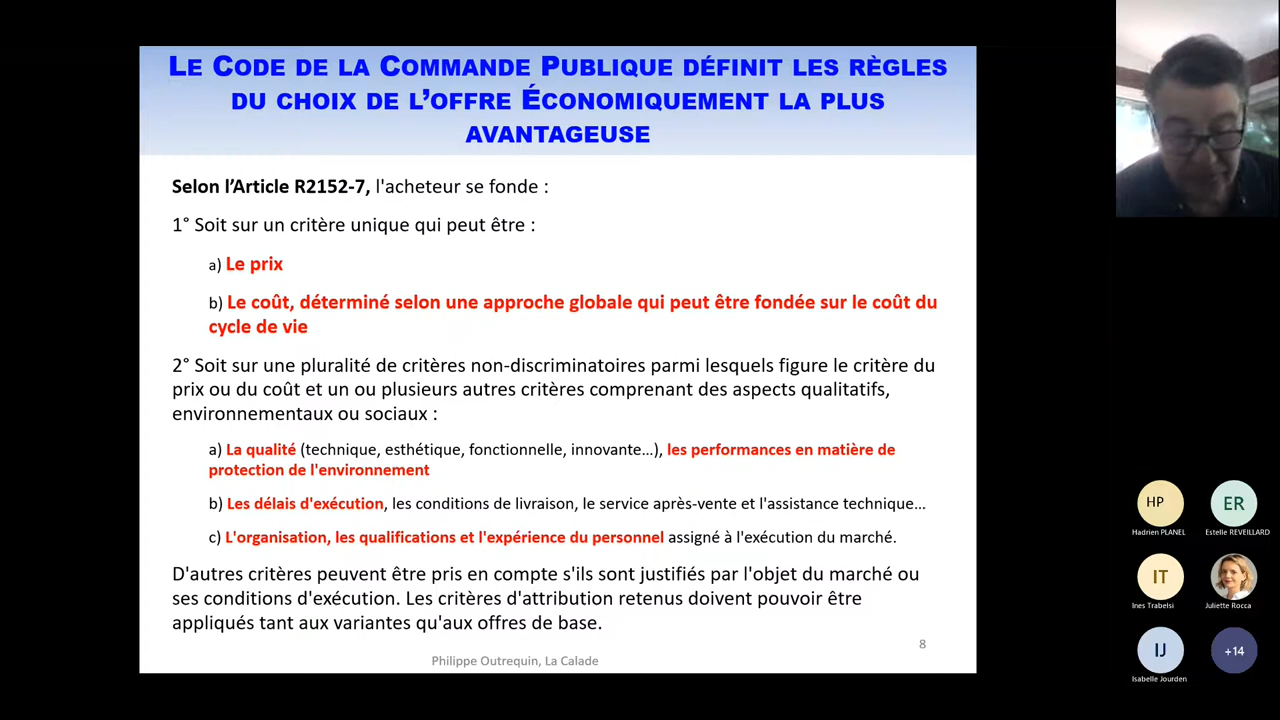 LE CODE DE LA COMMANDE PUBLIQUE DÉFINIT LES RÈGLES
DU CHOIX DE L'OFFRE ÉCONOMIQUEMENT LA PLUS
AVANTAGEUSE
Selon l'Article R2152-7, l'acheteur se fonde :
1° Soit sur un critère unique qui peut être :
a) Le prix
b) Le coût, déterminé selon une approche globale qui peut être fondée sur le coût du
cycle de vie
2° Soit sur une pluralité de critères non-discriminatoires parmi lesquels figure le critère du
prix ou du coût et un ou plusieurs autres critères comprenant des aspects qualitatifs,
environnementaux ou sociaux :
a) La qualité (technique, esthétique, fonctionnelle, innovante...), les performances en matière de
protection de l'environnement
b) Les délais d'exécution, les conditions de livraison, le service après-vente et l'assistance technique...
c) L'organisation, les qualifications et l'expérience du personnel assigné à l'exécution du marché.
D'autres critères peuvent être pris en compte s'ils sont justifiés par l'objet du marché ou
ses conditions d'exécution. Les critères d'attribution retenus doivent pouvoir être
appliqués tant aux variantes qu'aux offres de base.
8
Philippe Outrequin, La Calade
HP
ER
Hadrien PLANEL
Estelle REVEILLARD
IT
Ines Trabelsi
Juliette Rocca
IJ
+14
Isabelle Jourden